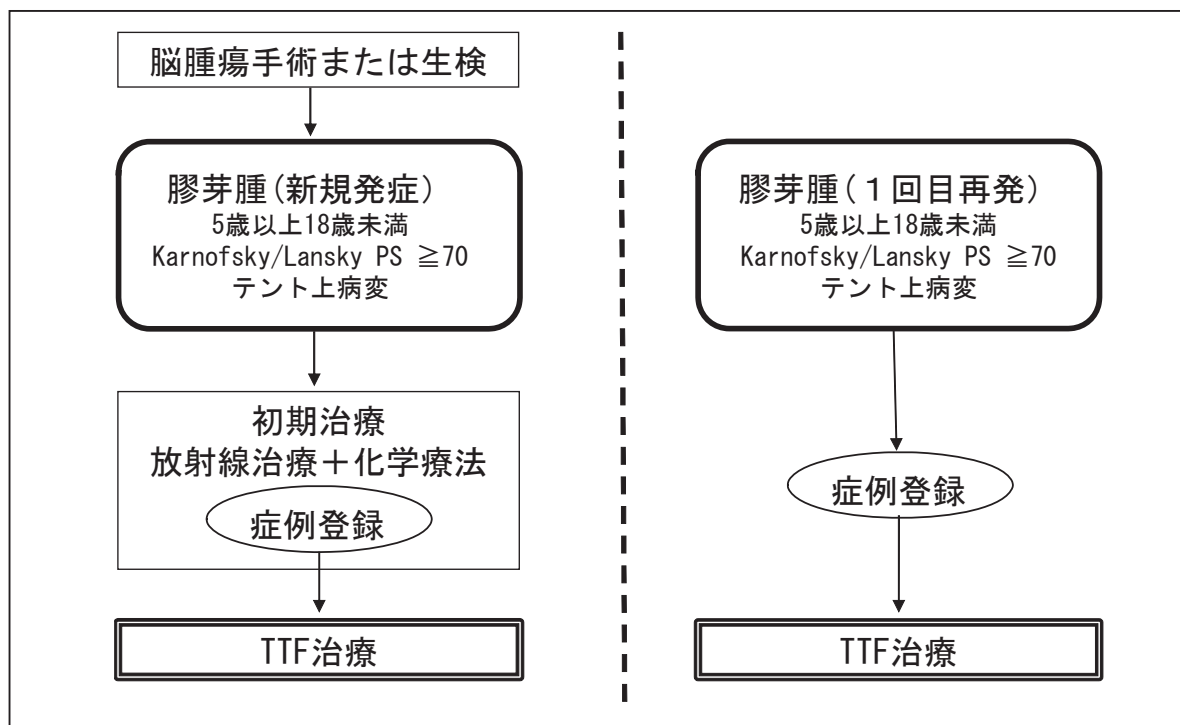 脳腫瘍手術または生検
膠芽腫(新規発症)
5歳以上18歳未満
Karnofsky/Lansky PS ≧70
テント上病変
初期治療
放射線治療＋化学療法
症例登録
TTF治療
膠芽腫(１回目再発)
5歳以上18歳未満
Karnofsky/Lansky PS ≧70
テント上病変
症例登録
TTF治療